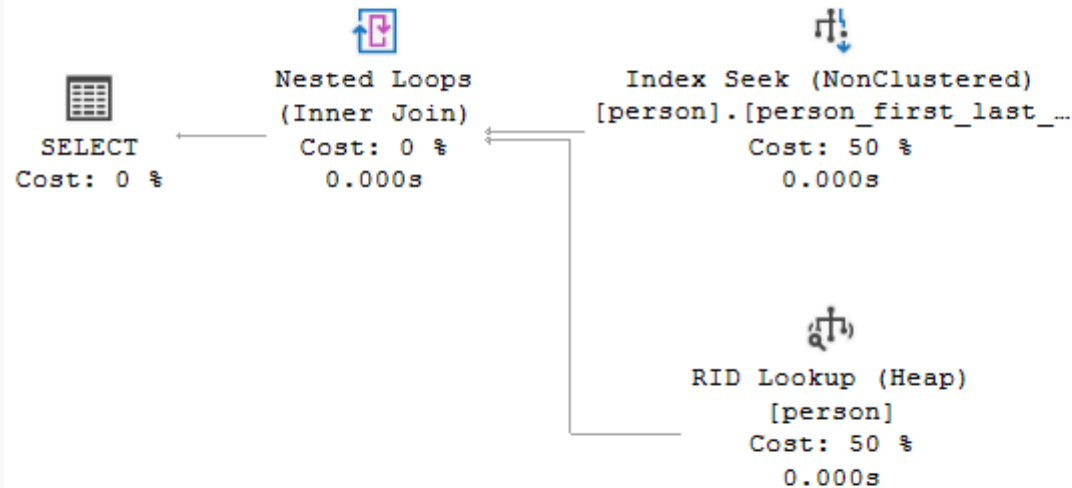 SELECT
Cost: 0 %
Nested Loops
(Inner Join)
Cost: 0 %
0.000s
Index Seek (NonClustered)
[person].[person_first_last_…
Cost: 50 %
0.000s
RID Lookup (Heap)
[person]
Cost: 50 %
0.000s